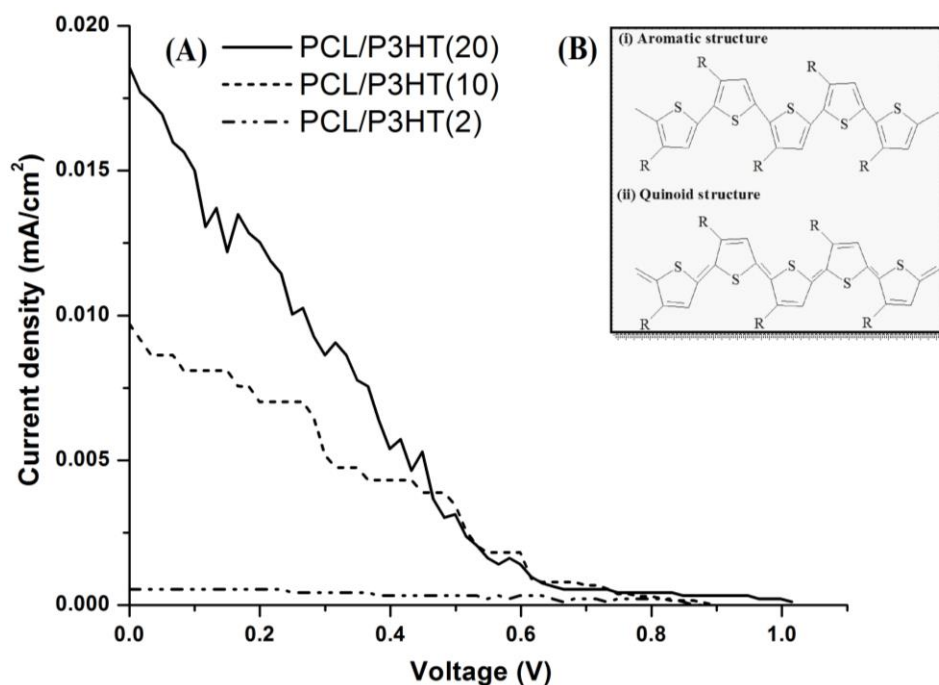 (A)
PCL/P3HT(20)
PCL/P3HT(10)
PCL/P3HT(2)
Current density (mA/cm²)
0.020
0.015
0.010
0.005
0.000
0.0 0.2 0.4 0.6 0.8 1.0
Voltage (V)
(B)
(i) Aromatic structure
R R
S S S S S
R R R
(ii) Quinoid structure
R R
S S S S S
R R R